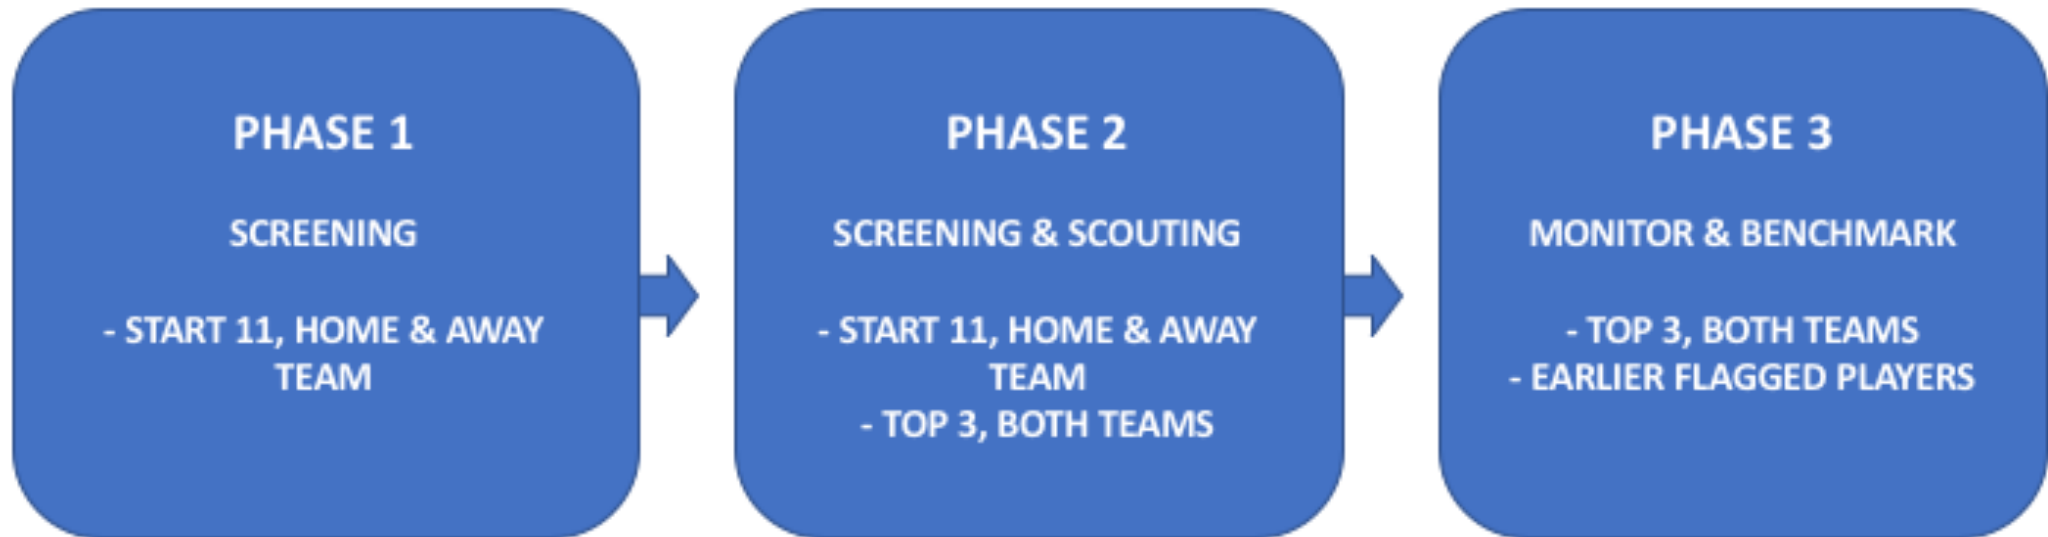 PHASE 1
SCREENING
- START 11, HOME & AWAY
TEAM
PHASE 2
SCREENING & SCOUTING
- START 11, HOME & AWAY
TEAM
- TOP 3, BOTH TEAMS
PHASE 3
MONITOR & BENCHMARK
- TOP 3, BOTH TEAMS
- EARLIER FLAGGED PLAYERS